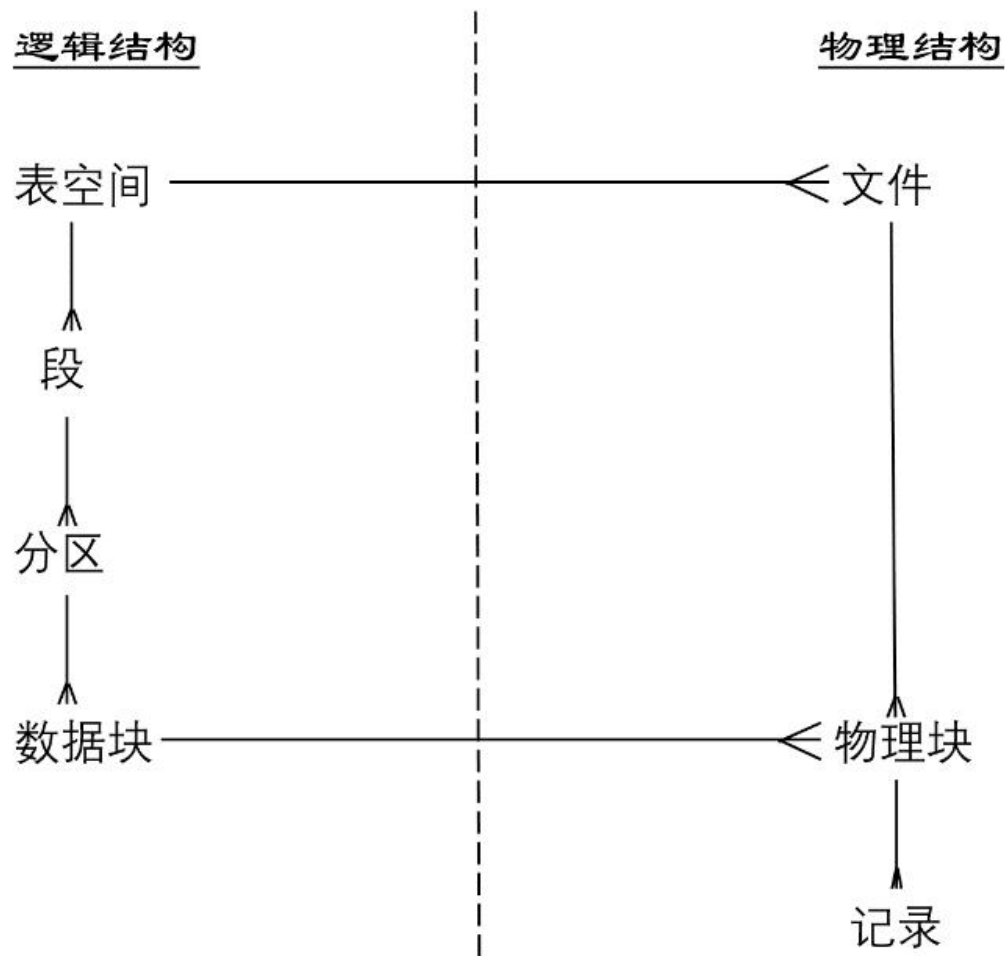 逻辑结构 物理结构
表空间 文件
段
分区
数据块 物理块
记录